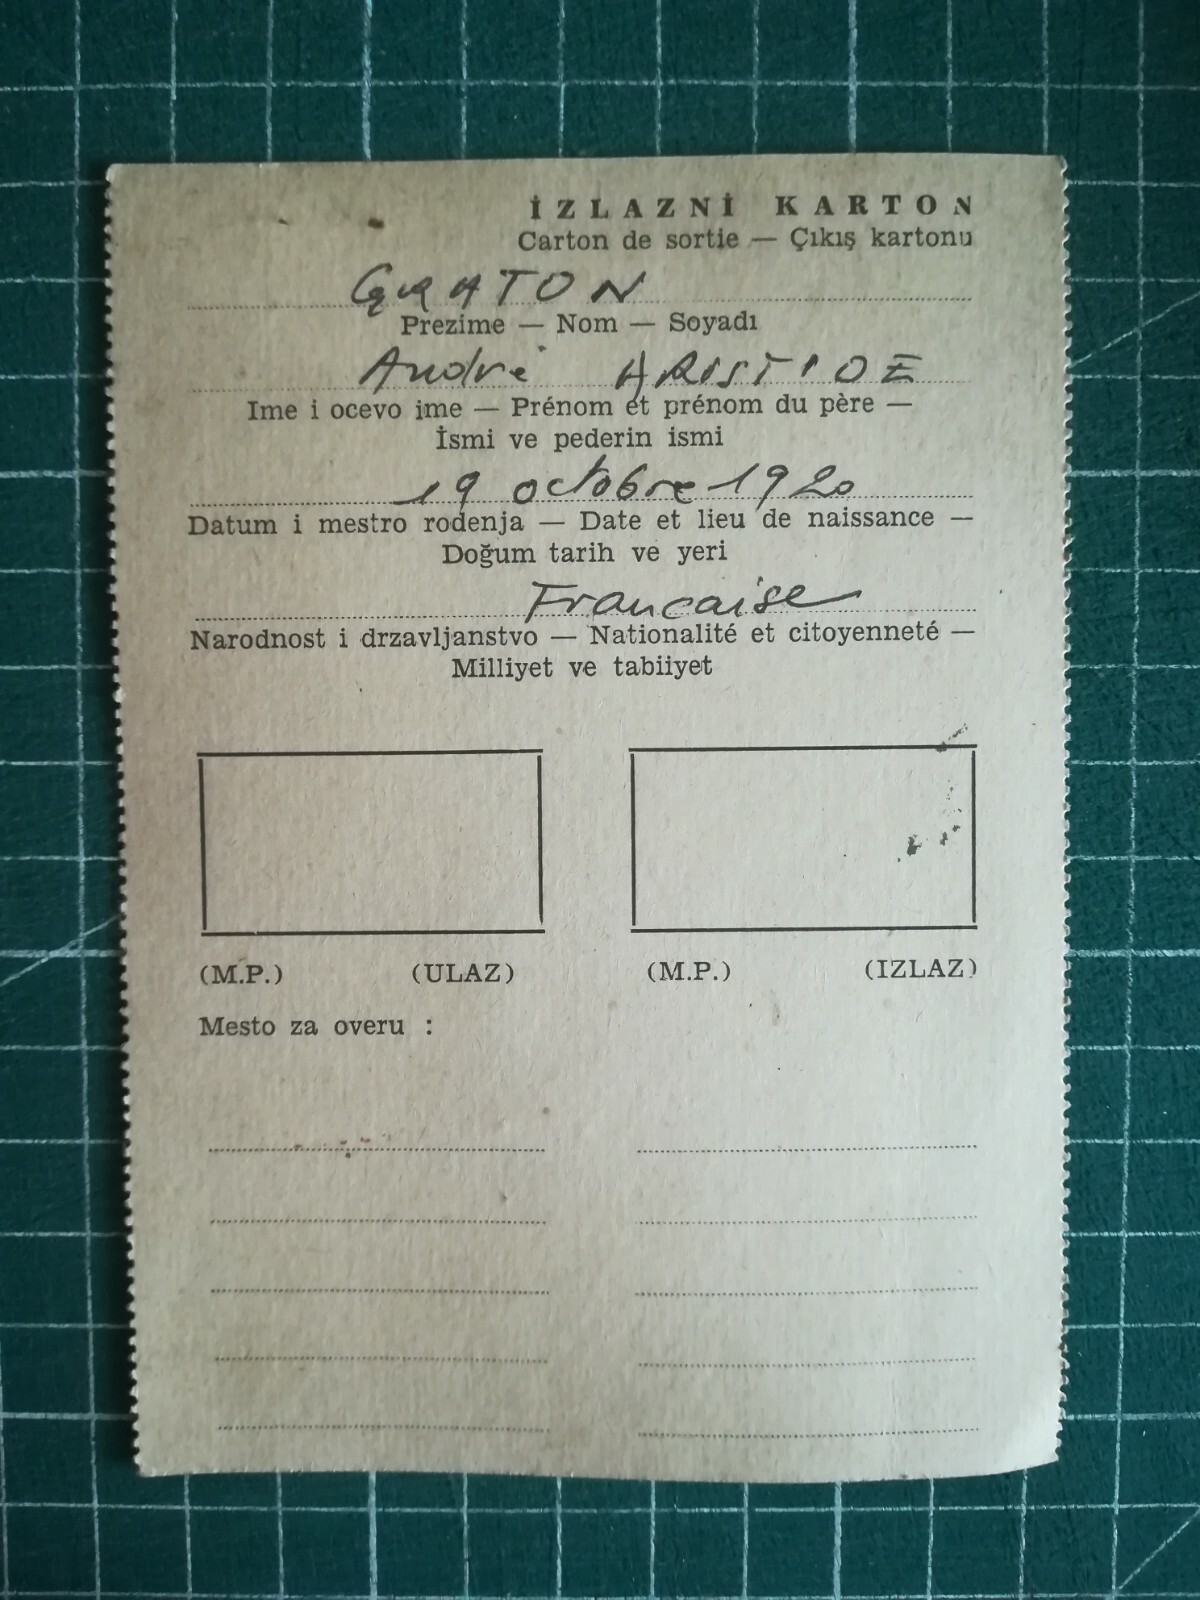 İZLAZNİ KARTON
Carton de sortie — Çıkış kartonu
GRATON
Prezime — Nom — Soyadı
André ARISTIDE
Ime i ocevo ime — Prénom et prénom du père —
İsmi ve pederin ismi
19 octobre 1920
Datum i mestro rodenja — Date et lieu de naissance —
Doğum tarih ve yeri
Francaise
Narodnost i drzavljanstvo — Nationalité et citoyenneté —
Milliyet ve tabiiyet
(M.P.) (ULAZ) (M.P.) (IZLAZ)
Mesto za overu :